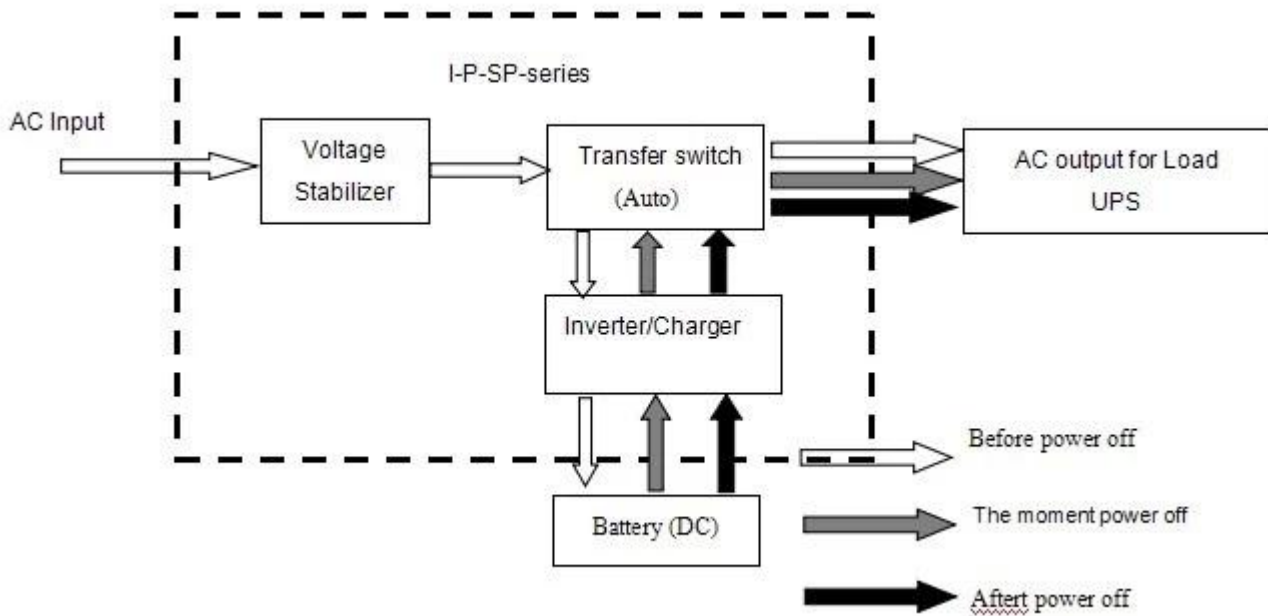 I-P-SP-series
AC Input
Voltage
Stabilizer
Transfer switch
(Auto)
AC output for Load
UPS
Inverter/Charger
Battery (DC)
Before power off
The moment power off
Aftert power off